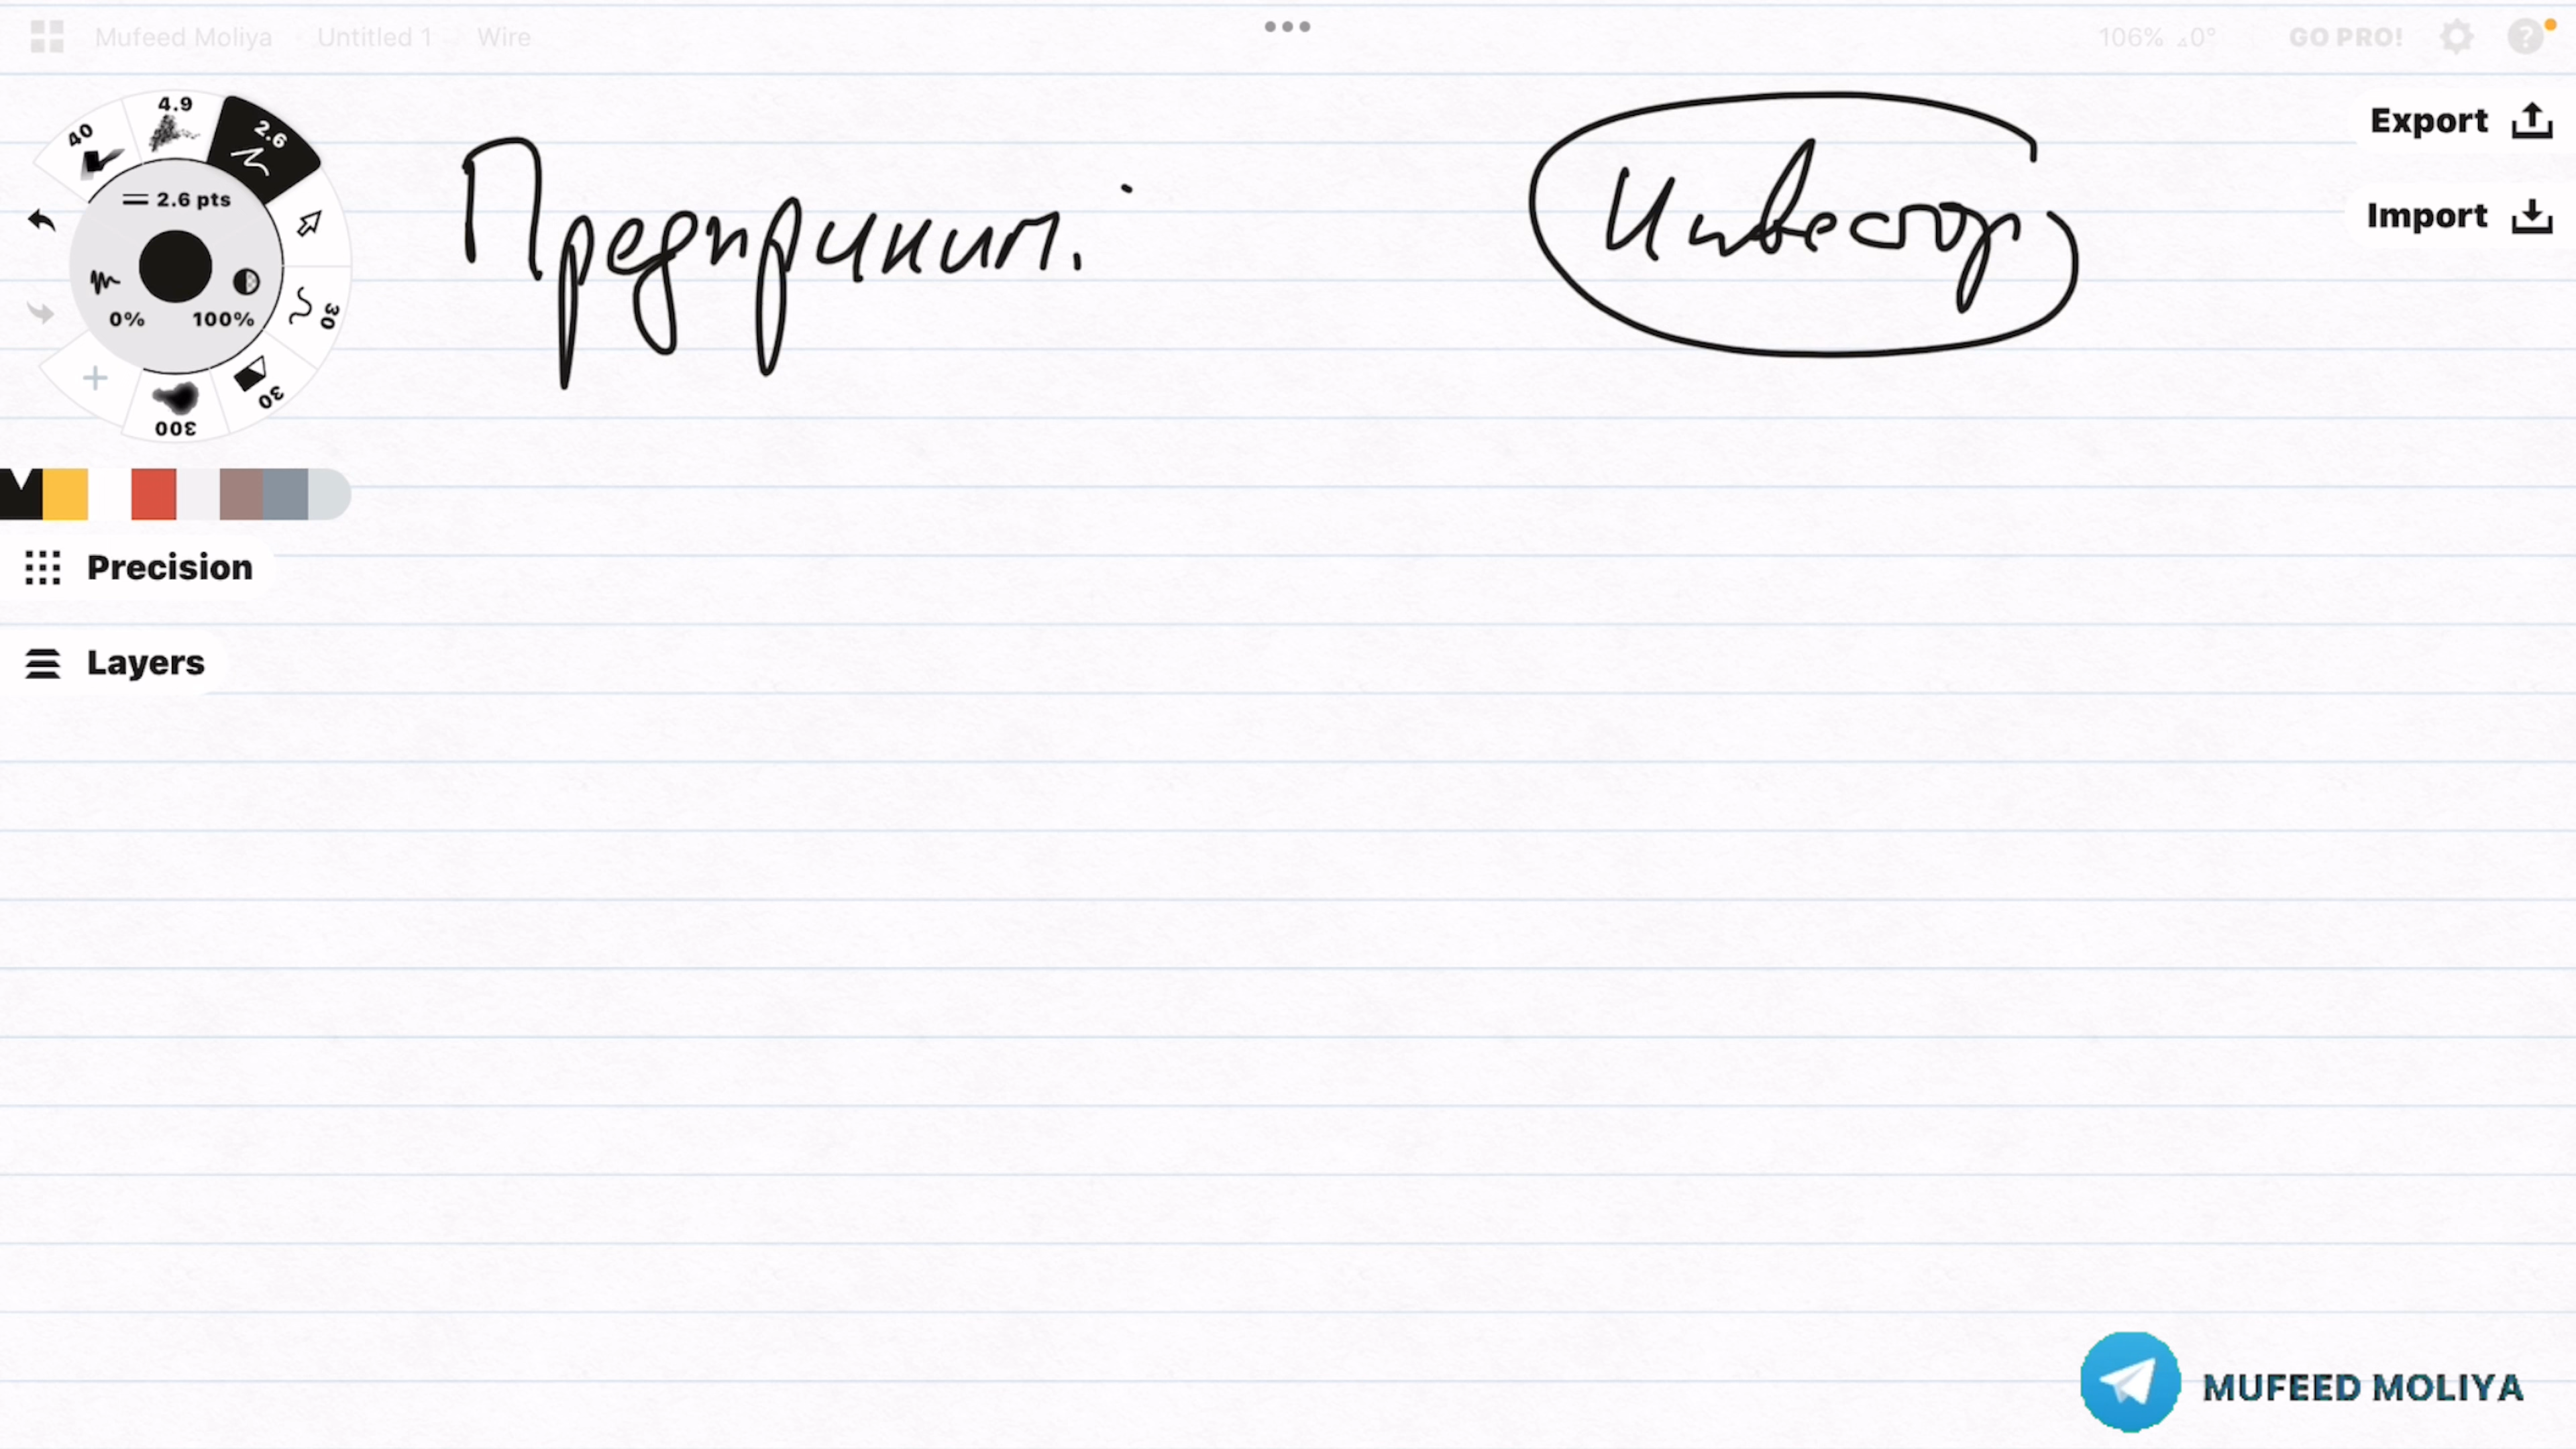 Mufeed Moliya Untitled 1 Wire
106% 0° GO PRO! ?
Export
Import
40 4.9 2.6
2.6 pts
0% 100%
30
30
300
Предприним.
Инвестор
Precision
Layers
MUFEED MOLIYA